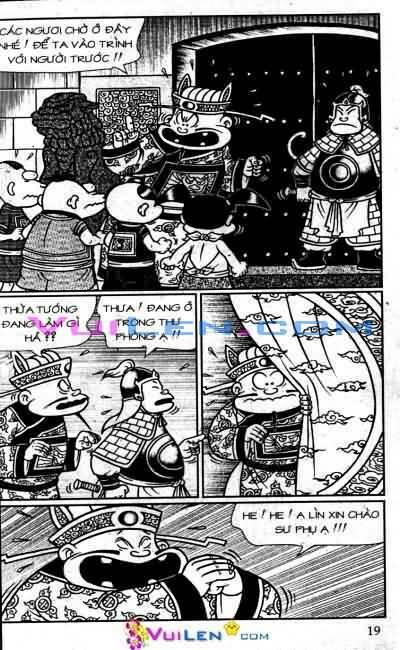 CÁC NGƯƠI CHỜ Ở ĐÂY
NHÉ! ĐỂ TA VÀO TRÌNH
VỚI NGƯỜI TRƯỚC!!
THỪA TƯỚNG
ĐANG LÀM GÌ
HẢ??
THƯA! ĐANG Ở
TRONG THƯ
PHÒNG Ạ!!
VUILEN.COM
HE! HE! A LÌN XIN CHÀO
SƯ PHỤ Ạ!!!
19
VUILEN.COM